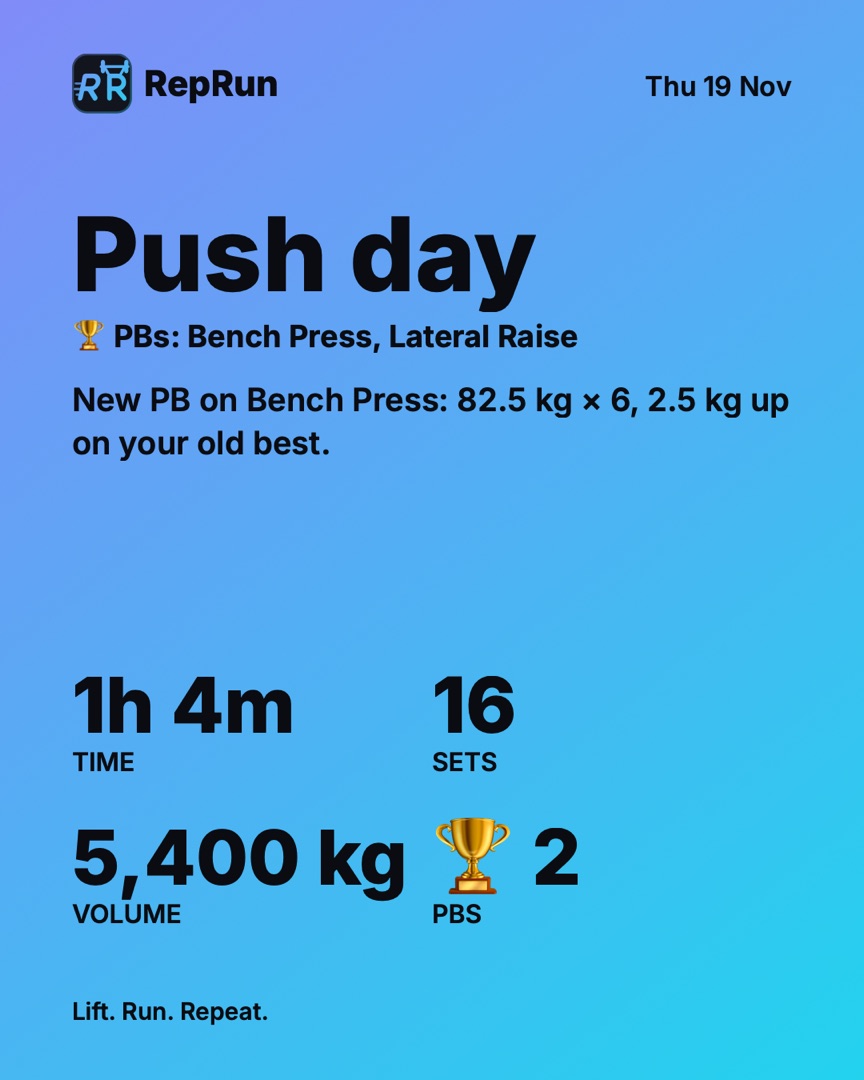 RR RepRun
Thu 19 Nov
Push day
🏆 PBs: Bench Press, Lateral Raise
New PB on Bench Press: 82.5 kg × 6, 2.5 kg up
on your old best.
1h 4m
TIME
16
SETS
5,400 kg
VOLUME
🏆 2
PBS
Lift. Run. Repeat.